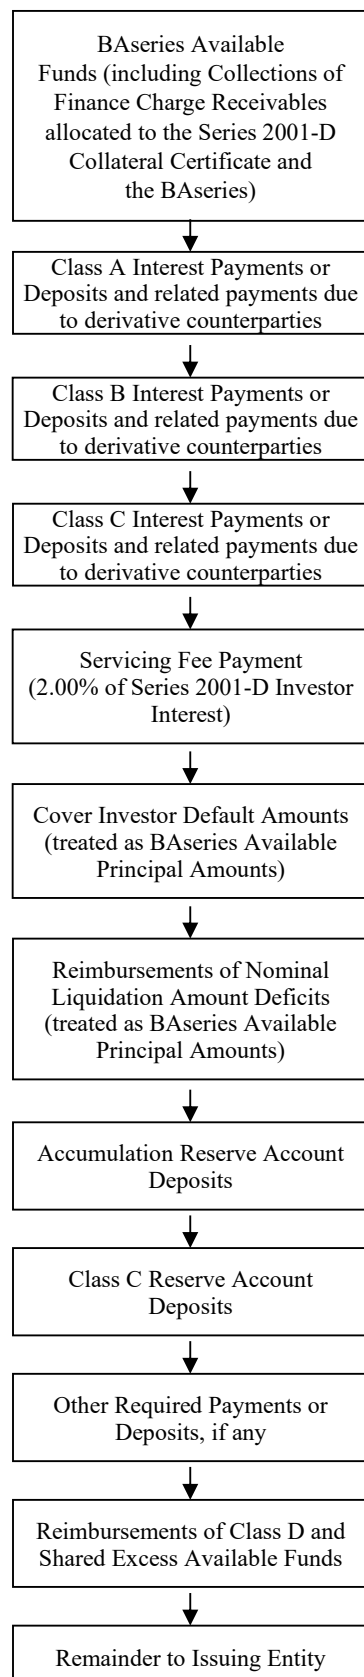 BAseries Available
Funds (including Collections of
Finance Charge Receivables
allocated to the Series 2001-D
Collateral Certificate and
the BAseries)
Class A Interest Payments or
Deposits and related payments due
to derivative counterparties
Class B Interest Payments or
Deposits and related payments due
to derivative counterparties
Class C Interest Payments or
Deposits and related payments due
to derivative counterparties
Servicing Fee Payment
(2.00% of Series 2001-D Investor
Interest)
Cover Investor Default Amounts
(treated as BAseries Available
Principal Amounts)
Reimbursements of Nominal
Liquidation Amount Deficits
(treated as BAseries Available
Principal Amounts)
Accumulation Reserve Account
Deposits
Class C Reserve Account
Deposits
Other Required Payments or
Deposits, if any
Reimbursements of Class D and
Shared Excess Available Funds
Remainder to Issuing Entity